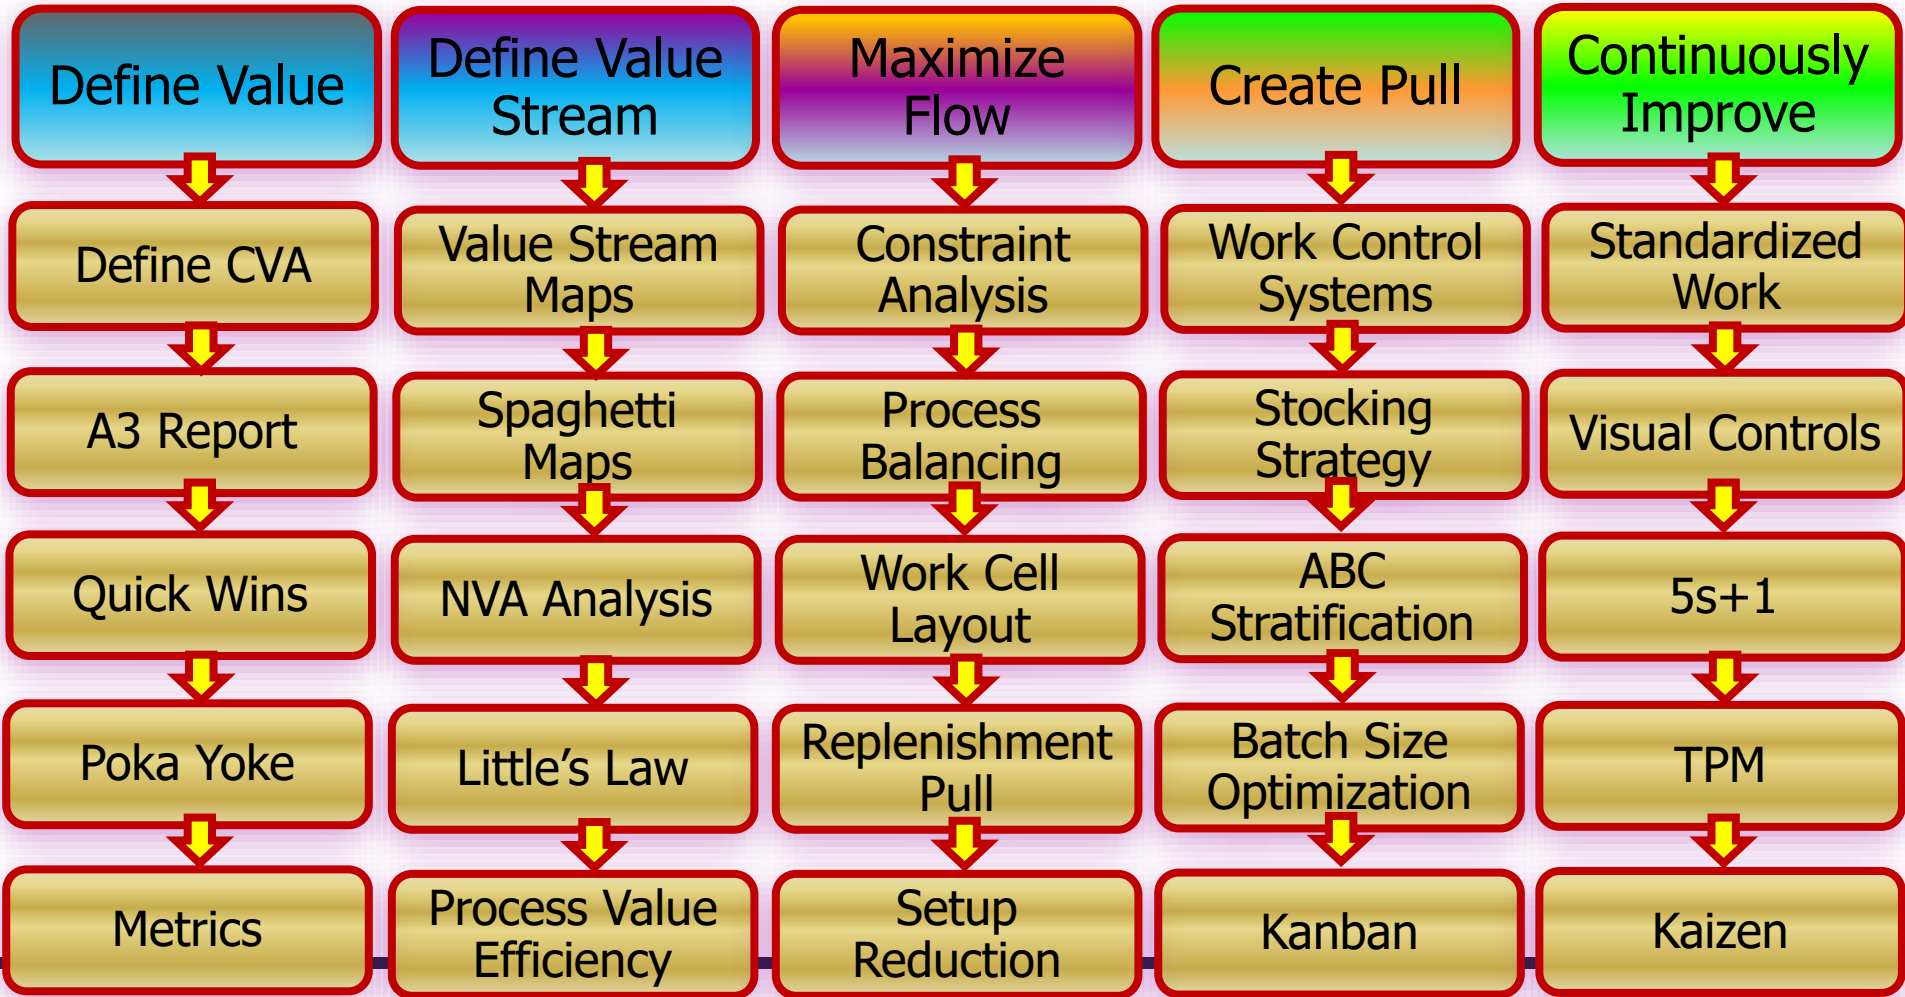 Define Value
Define Value
Stream
Maximize
Flow
Create Pull
Continuously
Improve
Define CVA
Value Stream
Maps
Constraint
Analysis
Work Control
Systems
Standardized
Work
A3 Report
Spaghetti
Maps
Process
Balancing
Stocking
Strategy
Visual Controls
Quick Wins
NVA Analysis
Work Cell
Layout
ABC
Stratification
5s+1
Poka Yoke
Little’s Law
Replenishment
Pull
Batch Size
Optimization
TPM
Metrics
Process Value
Efficiency
Setup
Reduction
Kanban
Kaizen